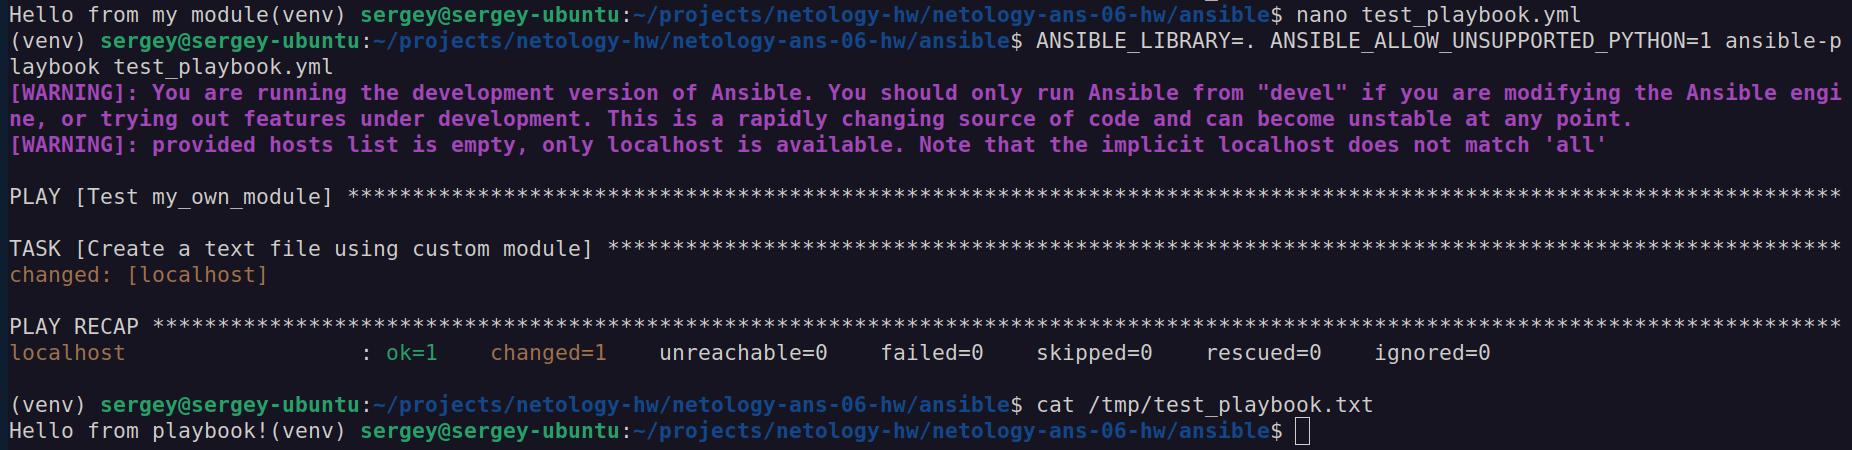 Hello from my module(venv) sergey@sergey-ubuntu:~/projects/netology-hw/netology-ans-06-hw/ansible$ nano test_playbook.yml
(venv) sergey@sergey-ubuntu:~/projects/netology-hw/netology-ans-06-hw/ansible$ ANSIBLE_LIBRARY=. ANSIBLE_ALLOW_UNSUPPORTED_PYTHON=1 ansible-p
laybook test_playbook.yml
[WARNING]: You are running the development version of Ansible. You should only run Ansible from "devel" if you are modifying the Ansible engi
ne, or trying out features under development. This is a rapidly changing source of code and can become unstable at any point.
[WARNING]: provided hosts list is empty, only localhost is available. Note that the implicit localhost does not match 'all'
PLAY [Test my_own_module] *******************************************************************************************************************
TASK [Create a text file using custom module] ***********************************************************************************************
changed: [localhost]
PLAY RECAP **********************************************************************************************************************************
localhost                  : ok=1    changed=1    unreachable=0    failed=0    skipped=0    rescued=0    ignored=0
(venv) sergey@sergey-ubuntu:~/projects/netology-hw/netology-ans-06-hw/ansible$ cat /tmp/test_playbook.txt
Hello from playbook!(venv) sergey@sergey-ubuntu:~/projects/netology-hw/netology-ans-06-hw/ansible$